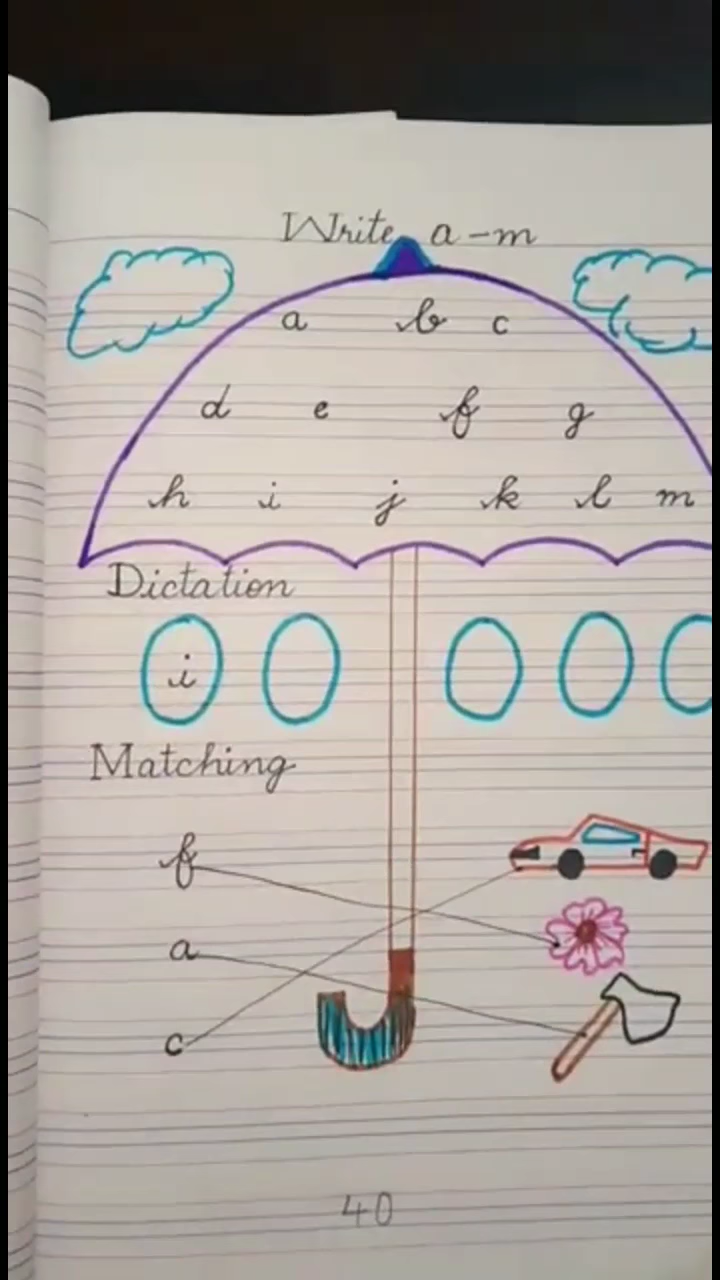 Write a-m
a b c
d e f g
h i j k l m
Dictation
i
Matching
f
a
c
40